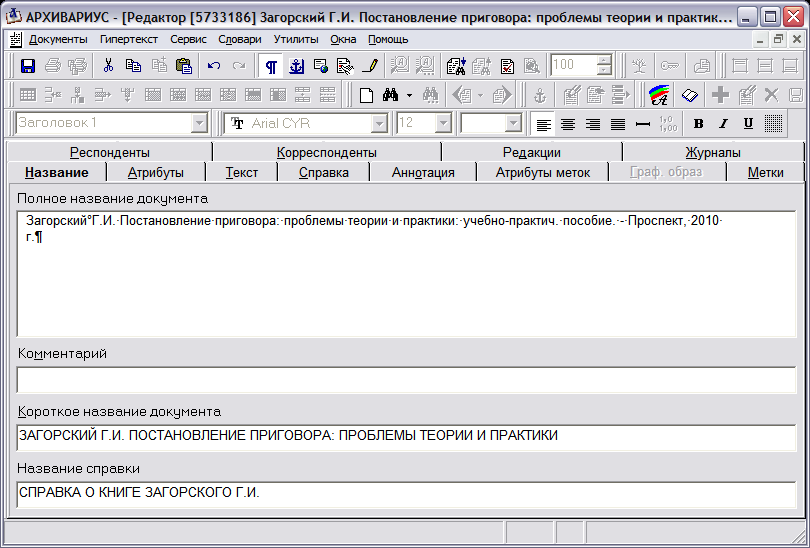 АРХИВАРИУС - [Редактор [5733186] Загорский Г.И. Постановление приговора: проблемы теории и практик...
Документы Гипертекст Сервис Словари Утилиты Окна Помощь
100
Заголовок 1 Arial CYR 12 B I U
Респонденты Корреспонденты Редакции Журналы
Название Атрибуты Текст Справка Аннотация Атрибуты меток Граф. образ Метки
Полное название документа
Загорский°Г.И.·Постановление·приговора:·проблемы·теории·и·практики:·учебно-практич.·пособие.·-·Проспект,·2010·
г.¶
Комментарий
Короткое название документа
ЗАГОРСКИЙ Г.И. ПОСТАНОВЛЕНИЕ ПРИГОВОРА: ПРОБЛЕМЫ ТЕОРИИ И ПРАКТИКИ
Название справки
СПРАВКА О КНИГЕ ЗАГОРСКОГО Г.И.